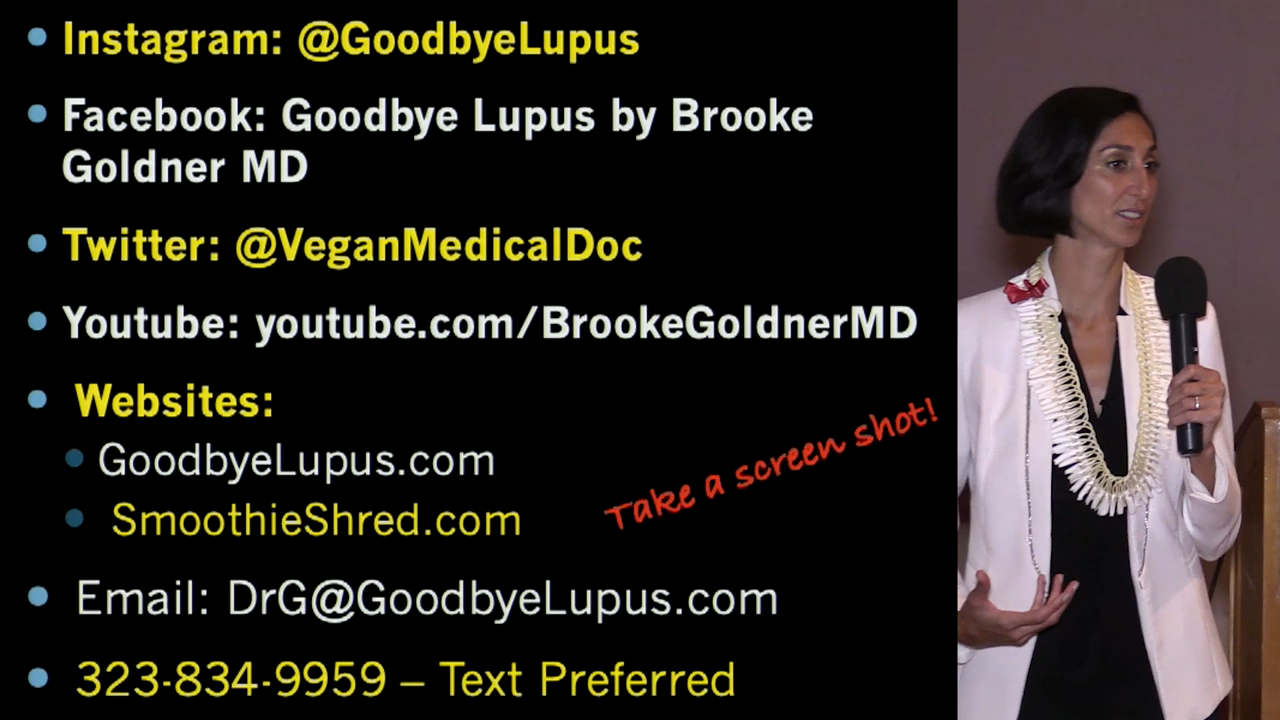 Instagram: @GoodbyeLupus
Facebook: Goodbye Lupus by Brooke
Goldner MD
Twitter: @VeganMedicalDoc
Youtube: youtube.com/BrookeGoldnerMD
Websites:
GoodbyeLupus.com
SmoothieShred.com
Take a screen shot!
Email: DrG@GoodbyeLupus.com
323-834-9959 – Text Preferred